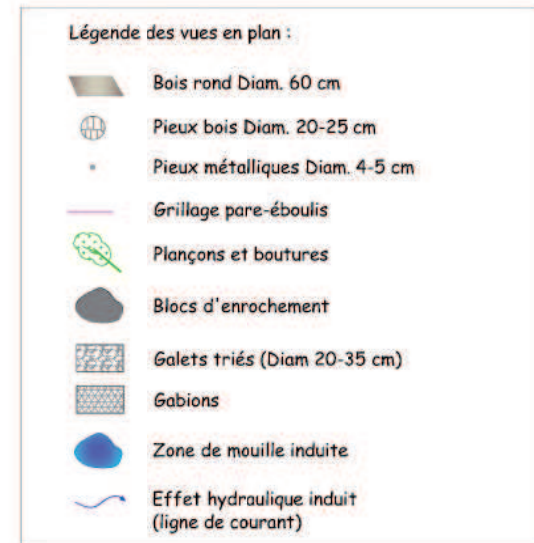 Légende des vues en plan :
Bois rond Diam. 60 cm
Pieux bois Diam. 20-25 cm
Pieux métalliques Diam. 4-5 cm
Grillage pare-éboulis
Plançons et boutures
Blocs d'enrochement
Galets triés (Diam 20-35 cm)
Gabions
Zone de mouille induite
Effet hydraulique induit
(ligne de courant)